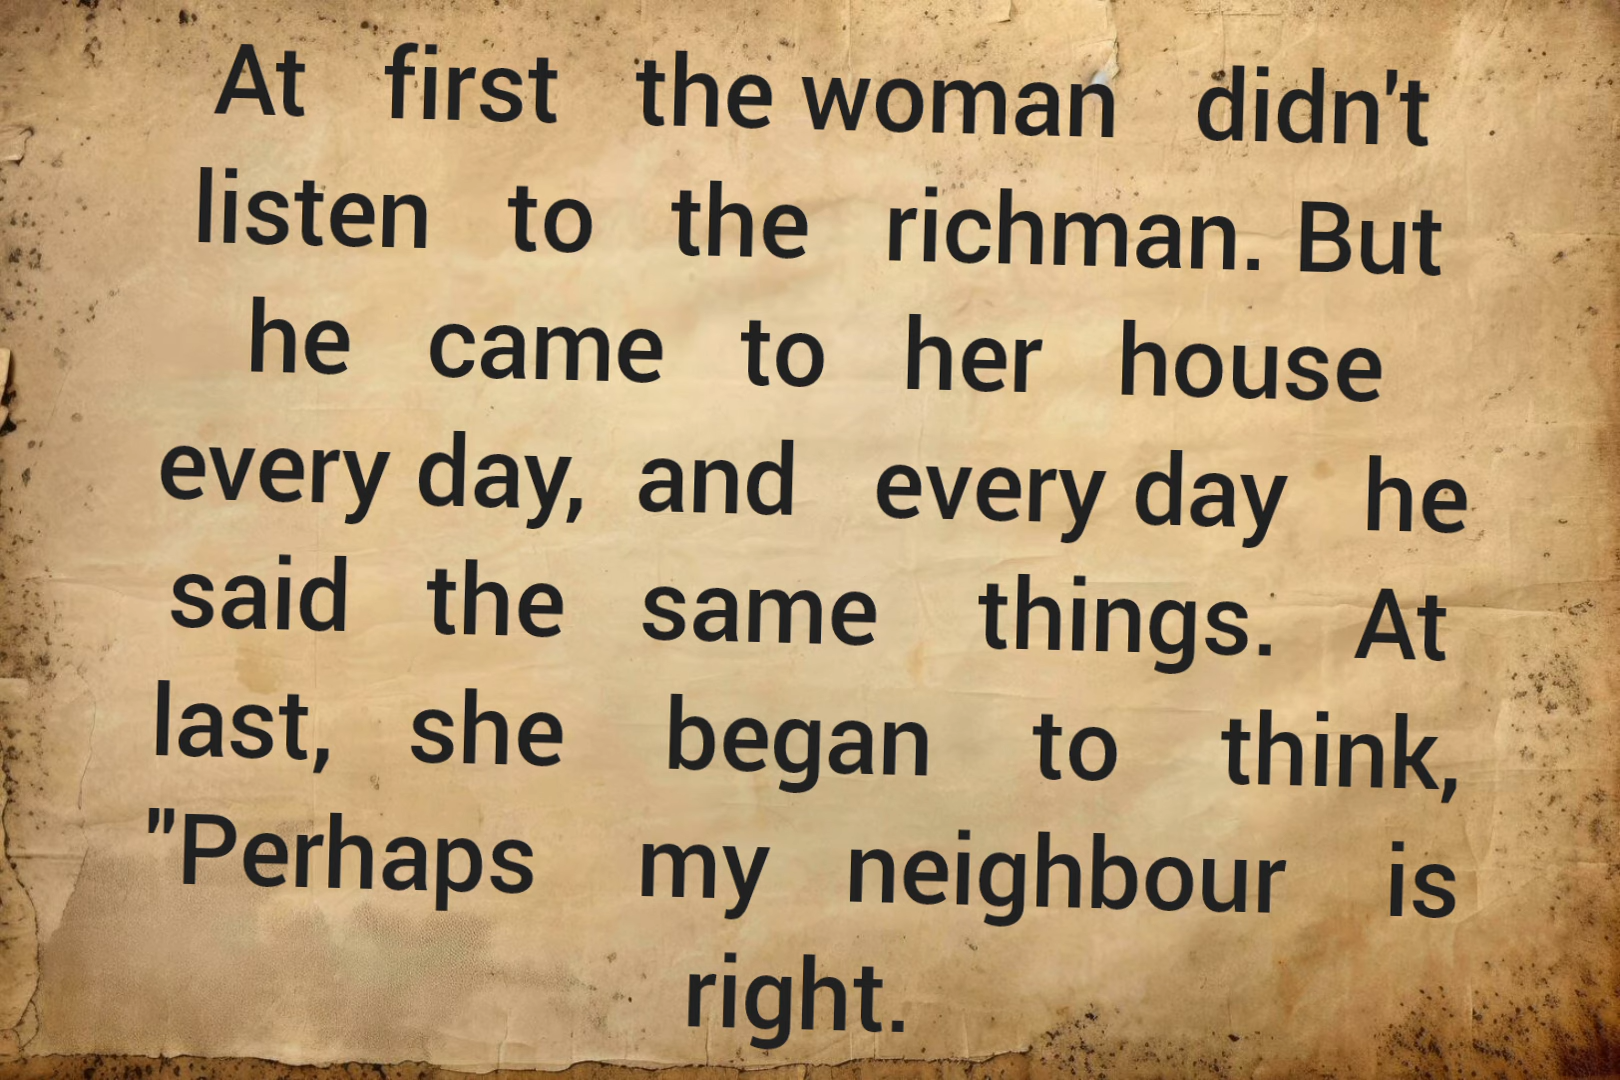 At first the woman didn't
listen to the richman. But
he came to her house
every day, and every day he
said the same things. At
last, she began to think,
"Perhaps my neighbour is
right.